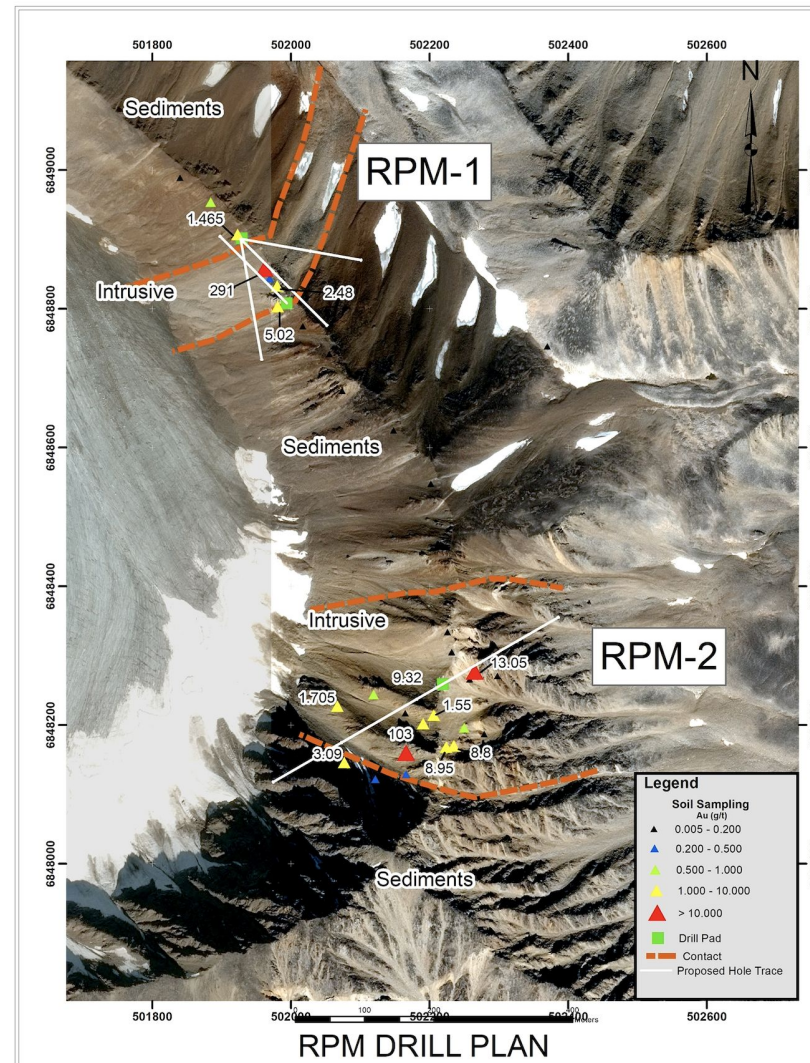 501800 502000 502200 502400 502600
N
Sediments
6849000
RPM-1
1.465
Intrusive
291
2.48
6848800
5.02
Sediments
6848600
6848400
Intrusive
RPM-2
13.05
9.32
1.705
1.55
6848200
103
3.09
8.95
8.8
Legend
Soil Sampling
Au (g/t)
0.005 - 0.200
0.200 - 0.500
0.500 - 1.000
1.000 - 10.000
> 10.000
Drill Pad
Contact
Proposed Hole Trace
6848000
Sediments
501800 502000 502200 502400 502600
RPM DRILL PLAN